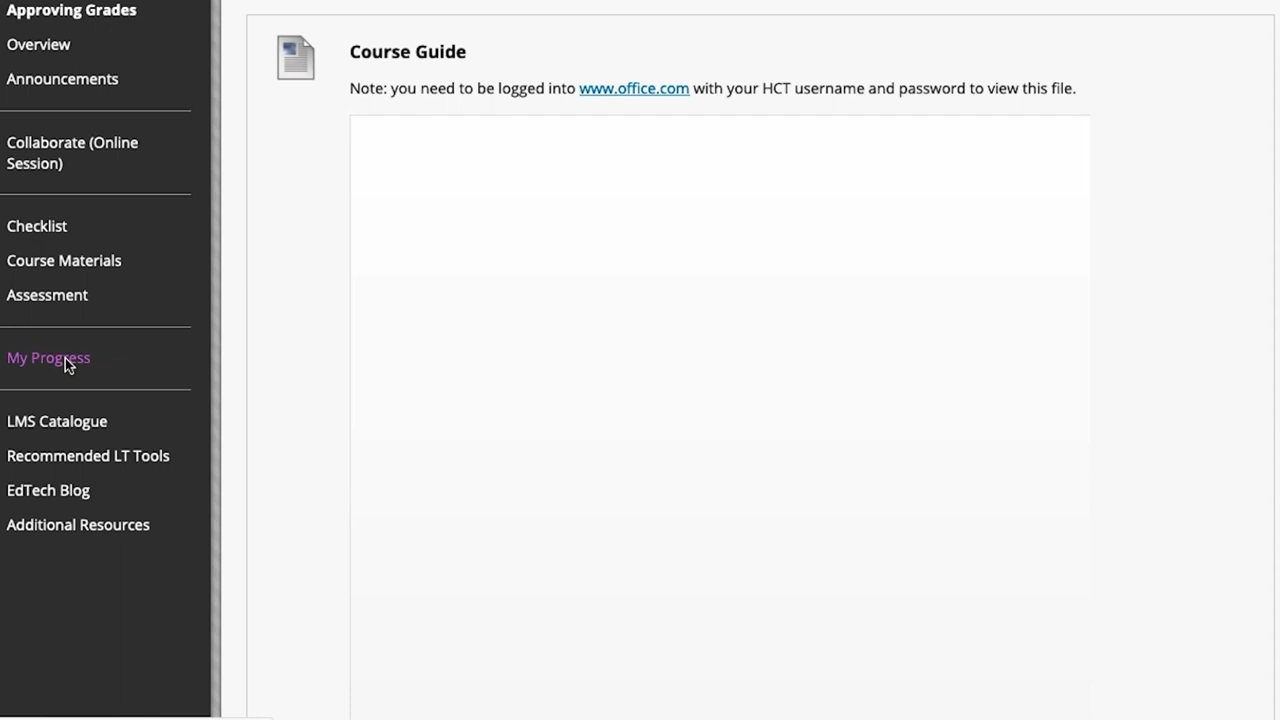 Approving Grades
Overview
Announcements
Collaborate (Online
Session)
Checklist
Course Materials
Assessment
My Progress
LMS Catalogue
Recommended LT Tools
EdTech Blog
Additional Resources
Course Guide
Note: you need to be logged into www.office.com with your HCT username and password to view this file.